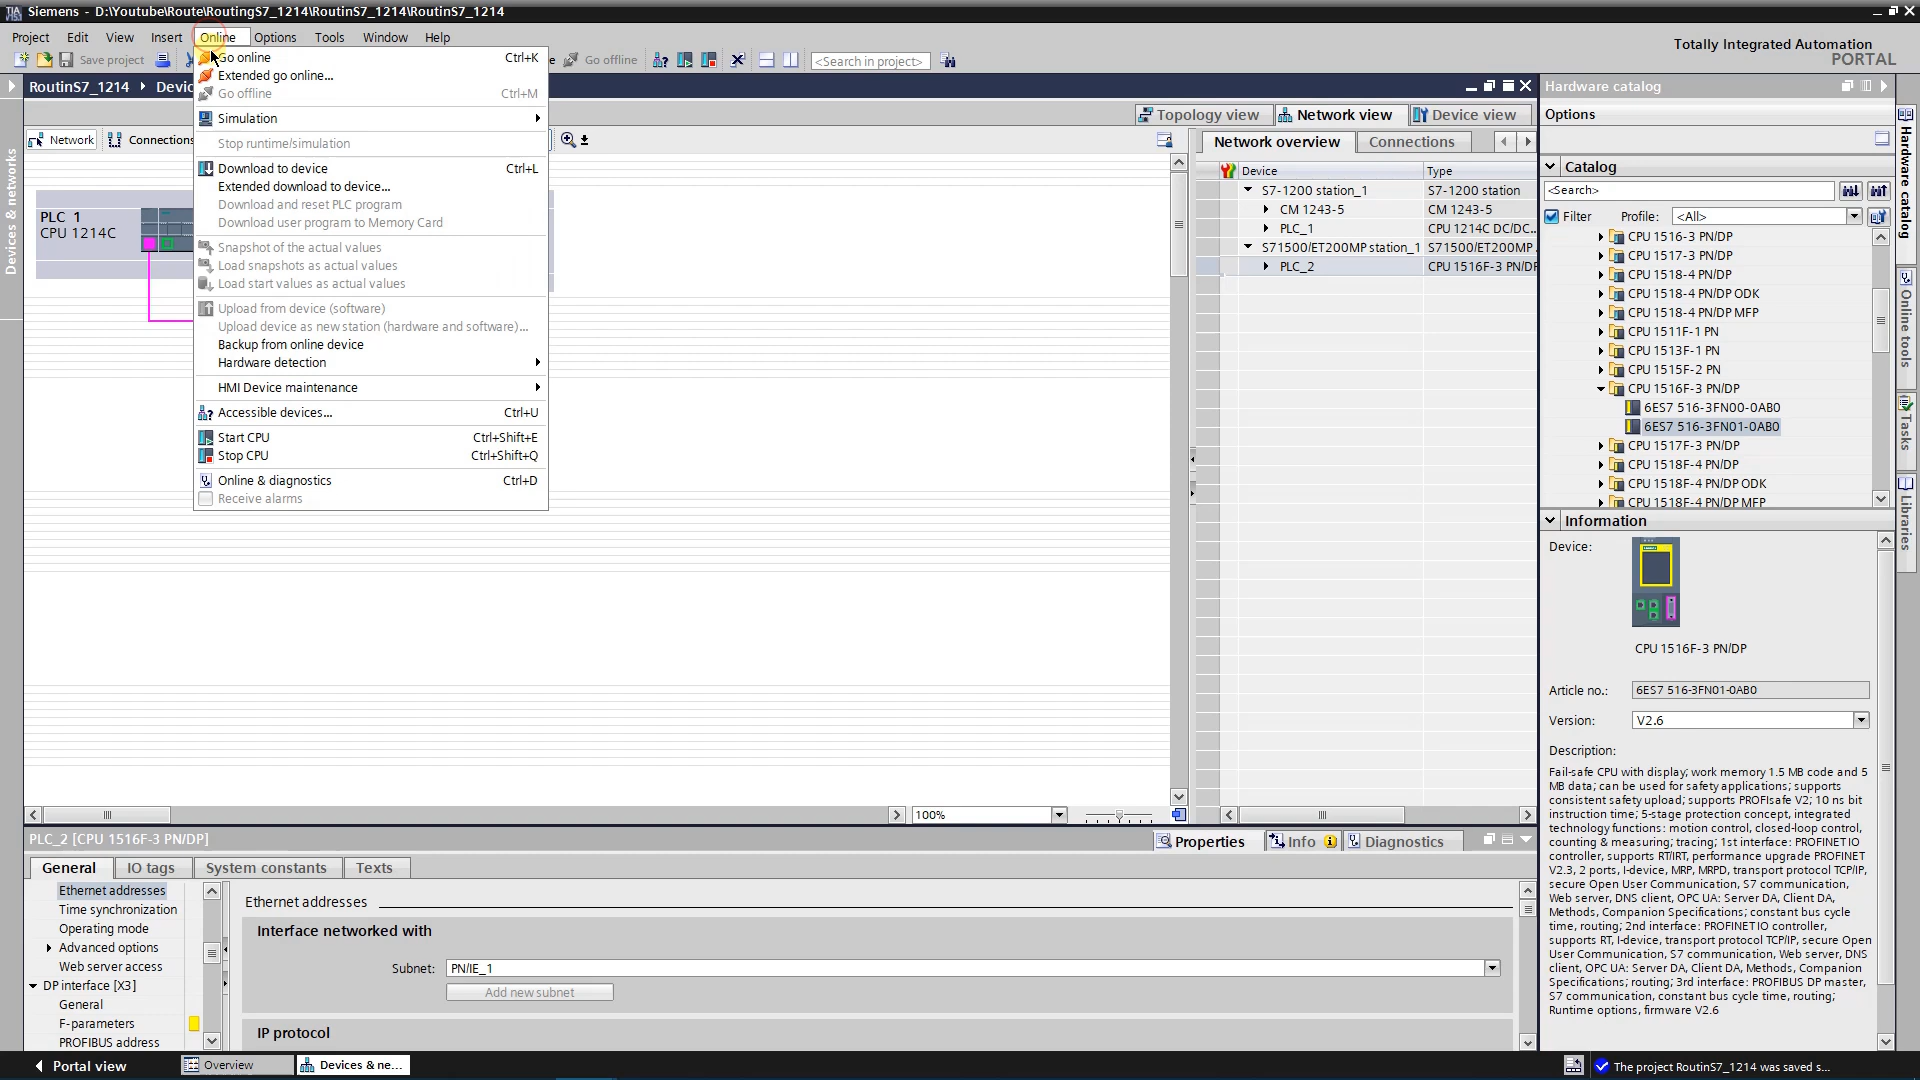 Siemens - D:\Youtube\Route\RoutingS7_1214\RoutinS7_1214\RoutinS7_1214
Project Edit View Insert Online Options Tools Window Help
Totally Integrated Automation
PORTAL
Save project
Go offline
<Search in project>
RoutinS7_1214
Go online Ctrl+K
Extended go online...
Go offline Ctrl+M
Simulation
Stop runtime/simulation
Download to device Ctrl+L
Extended download to device...
Download and reset PLC program
Download user program to Memory Card
Snapshot of the actual values
Load snapshots as actual values
Load start values as actual values
Upload from device (software)
Upload device as new station (hardware and software)...
Backup from online device
Hardware detection
HMI Device maintenance
Accessible devices... Ctrl+U
Start CPU Ctrl+Shift+E
Stop CPU Ctrl+Shift+Q
Online & diagnostics Ctrl+D
Receive alarms
Devices & networks
Network Connections
PLC_1
CPU 1214C
Topology view Network view Device view
Network overview Connections
Device Type
S7-1200 station_1 S7-1200 station
CM 1243-5 CM 1243-5
PLC_1 CPU 1214C DC/DC...
S71500/ET200MP station_1 S71500/ET200MP
PLC_2 CPU 1516F-3 PN/DP
100%
Hardware catalog
Options
Catalog
<Search>
Filter Profile: <All>
CPU 1516-3 PN/DP
CPU 1517-3 PN/DP
CPU 1518-4 PN/DP
CPU 1518-4 PN/DP ODK
CPU 1518-4 PN/DP MFP
CPU 1511F-1 PN
CPU 1513F-1 PN
CPU 1515F-2 PN
CPU 1516F-3 PN/DP
6ES7 516-3FN00-0AB0
6ES7 516-3FN01-0AB0
CPU 1517F-3 PN/DP
CPU 1518F-4 PN/DP
CPU 1518F-4 PN/DP ODK
CPU 1518F-4 PN/DP MFP
Information
Device:
CPU 1516F-3 PN/DP
Article no.: 6ES7 516-3FN01-0AB0
Version: V2.6
Description:
Fail-safe CPU with display; work memory 1.5 MB code and 5
MB data; can be used for safety applications; supports
consistent safety upload; supports PROFIsafe V2; 10 ns bit
instruction time; 5-stage protection concept, integrated
technology functions: motion control, closed-loop control,
counting & measuring; tracing; 1st interface: PROFINET IO
controller, supports RT/IRT, performance upgrade PROFINET
V2.3, 2 ports, I-device, MRP, MRPD, transport protocol TCP/IP,
secure Open User Communication, S7 communication,
Web server, DNS client, OPC UA: Server DA, Client DA,
Methods, Companion Specifications; constant bus cycle
time, routing; 2nd interface: PROFINET IO controller,
supports RT, I-device, transport protocol TCP/IP, secure Open
User Communication, S7 communication, Web server, DNS
client, OPC UA: Server DA, Client DA, Methods, Companion
Specifications; routing; 3rd interface: PROFIBUS DP master,
S7 communication, constant bus cycle time, routing;
Runtime options, firmware V2.6
Hardware catalog
Online tools
Tasks
Libraries
PLC_2 [CPU 1516F-3 PN/DP]
Properties Info Diagnostics
General IO tags System constants Texts
Ethernet addresses
Time synchronization
Operating mode
Advanced options
Web server access
DP interface [X3]
General
F-parameters
PROFIBUS address
Ethernet addresses
Interface networked with
Subnet: PN/IE_1
Add new subnet
IP protocol
Portal view Overview Devices & ne...
The project RoutinS7_1214 was saved s...